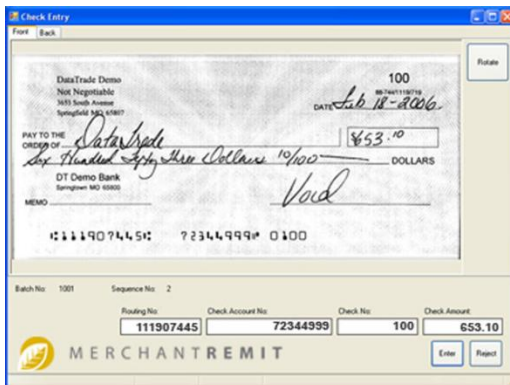 Check Entry
Front Back
Rotate
DataTrade Demo
Not Negotiable
3453 South Avenue
Springfield MO 65807
100
DATE Feb 18-2006
PAY TO THE
ORDER OF DataTrade
$653.10
Six Hundred Fifty Three Dollars 10/100 DOLLARS
DT Demo Bank
Springtown MO 65800
MEMO Void
⑆111907445⑆ 72344999⑈ 0100
Batch No: 1001 Sequence No: 2
Routing No: Check Account No: Check No: Check Amount:
111907445 72344999 100 653.10
MERCHANTREMIT
Enter Reject